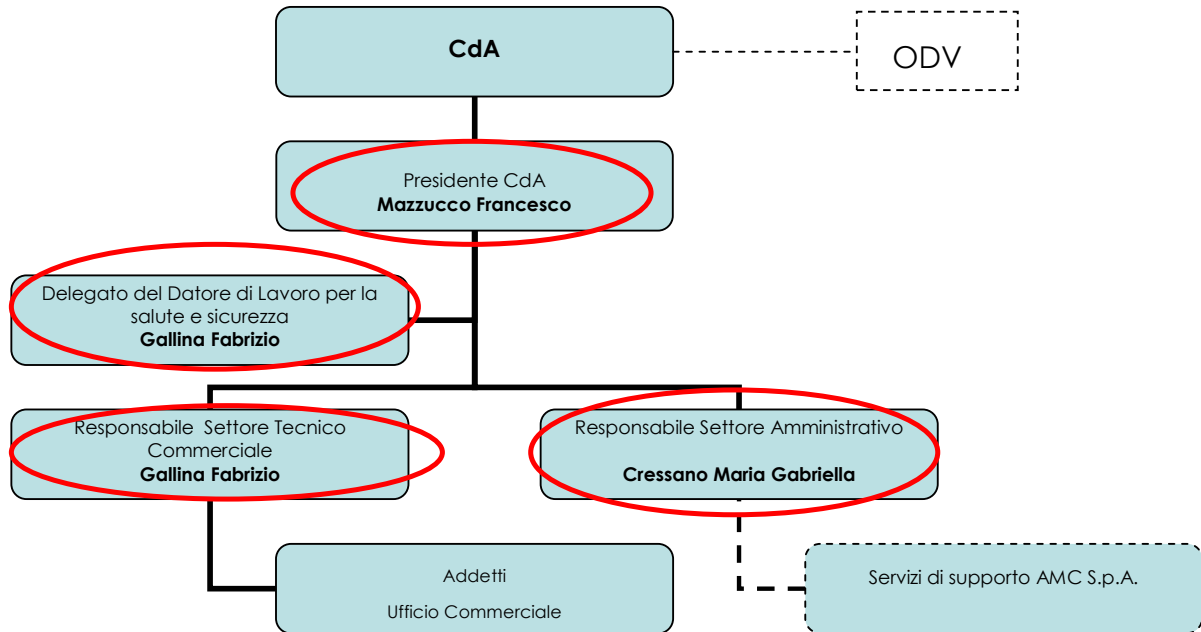 CdA
ODV
Presidente CdA
Mazzucco Francesco
Delegato del Datore di Lavoro per la
salute e sicurezza
Gallina Fabrizio
Responsabile Settore Tecnico
Commerciale
Gallina Fabrizio
Responsabile Settore Amministrativo
Cressano Maria Gabriella
Addetti
Ufficio Commerciale
Servizi di supporto AMC S.p.A.